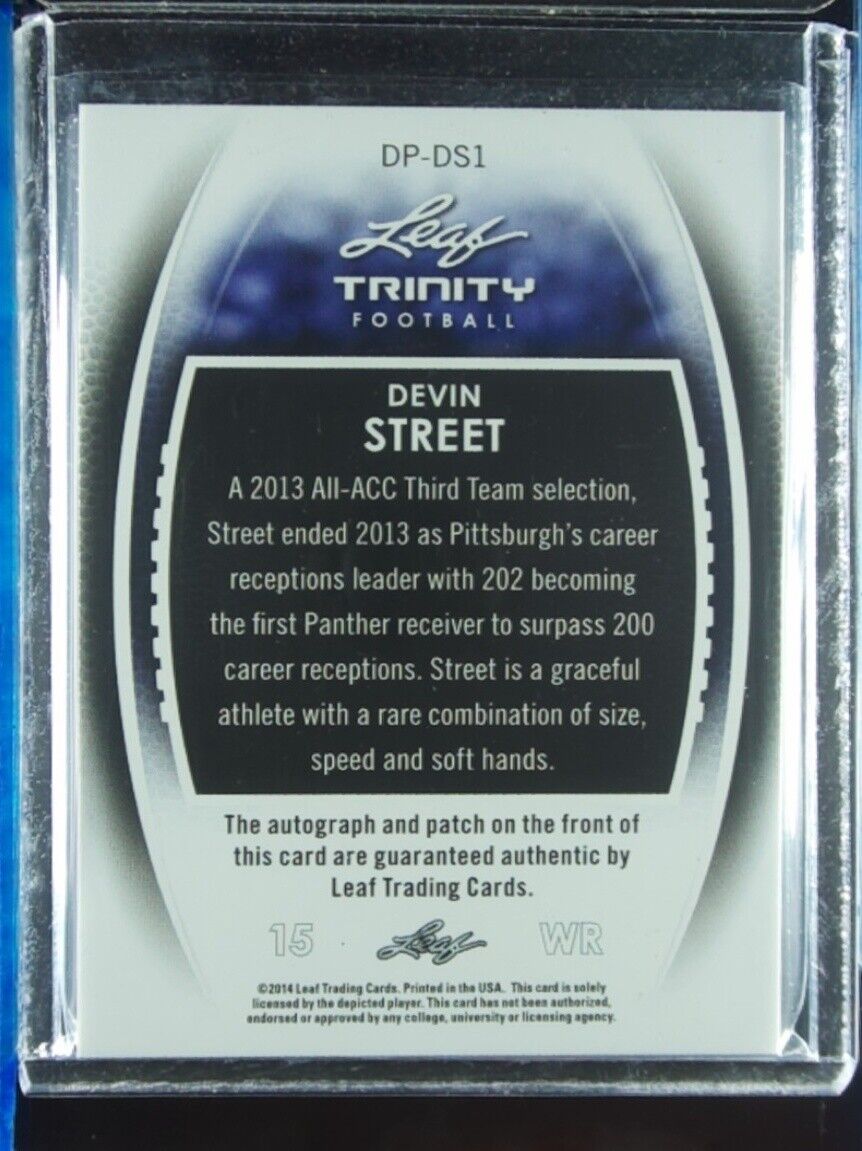 DP-DS1
Leaf
TRINITY
FOOTBALL
DEVIN
STREET
A 2013 All-ACC Third Team selection,
Street ended 2013 as Pittsburgh's career
receptions leader with 202 becoming
the first Panther receiver to surpass 200
career receptions. Street is a graceful
athlete with a rare combination of size,
speed and soft hands.
The autograph and patch on the front of
this card are guaranteed authentic by
Leaf Trading Cards.
15 Leaf WR
©2014 Leaf Trading Cards. Printed in the USA. This card is solely
licensed by the depicted player. This card has not been authorized,
endorsed or approved by any college, university or licensing agency.